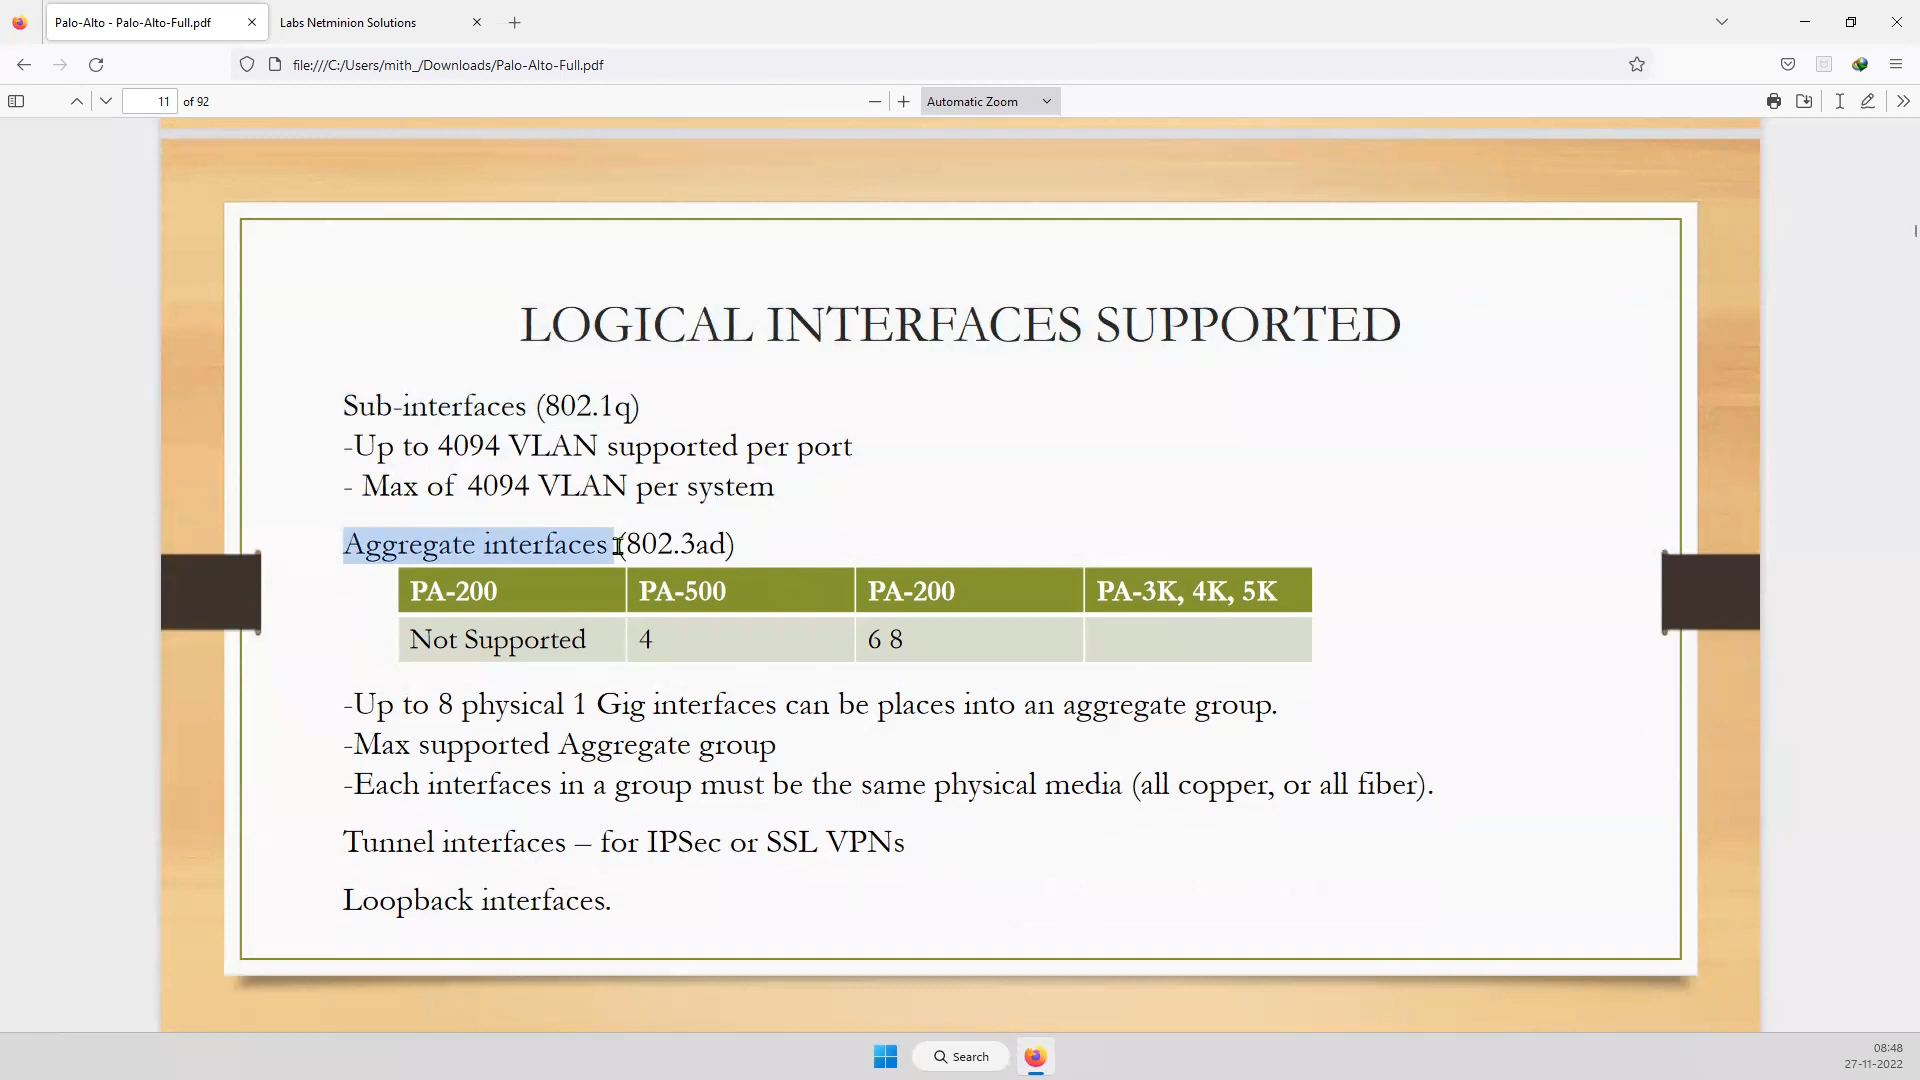 Palo-Alto - Palo-Alto-Full.pdf
Labs Netminion Solutions
file:///C:/Users/mith_/Downloads/Palo-Alto-Full.pdf
11 of 92
Automatic Zoom
LOGICAL INTERFACES SUPPORTED
Sub-interfaces (802.1q)
-Up to 4094 VLAN supported per port
- Max of 4094 VLAN per system
Aggregate interfaces (802.3ad)
PA-200 PA-500 PA-200 PA-3K, 4K, 5K
Not Supported 4 6 8
-Up to 8 physical 1 Gig interfaces can be places into an aggregate group.
-Max supported Aggregate group
-Each interfaces in a group must be the same physical media (all copper, or all fiber).
Tunnel interfaces – for IPSec or SSL VPNs
Loopback interfaces.
Search
08:48
27-11-2022